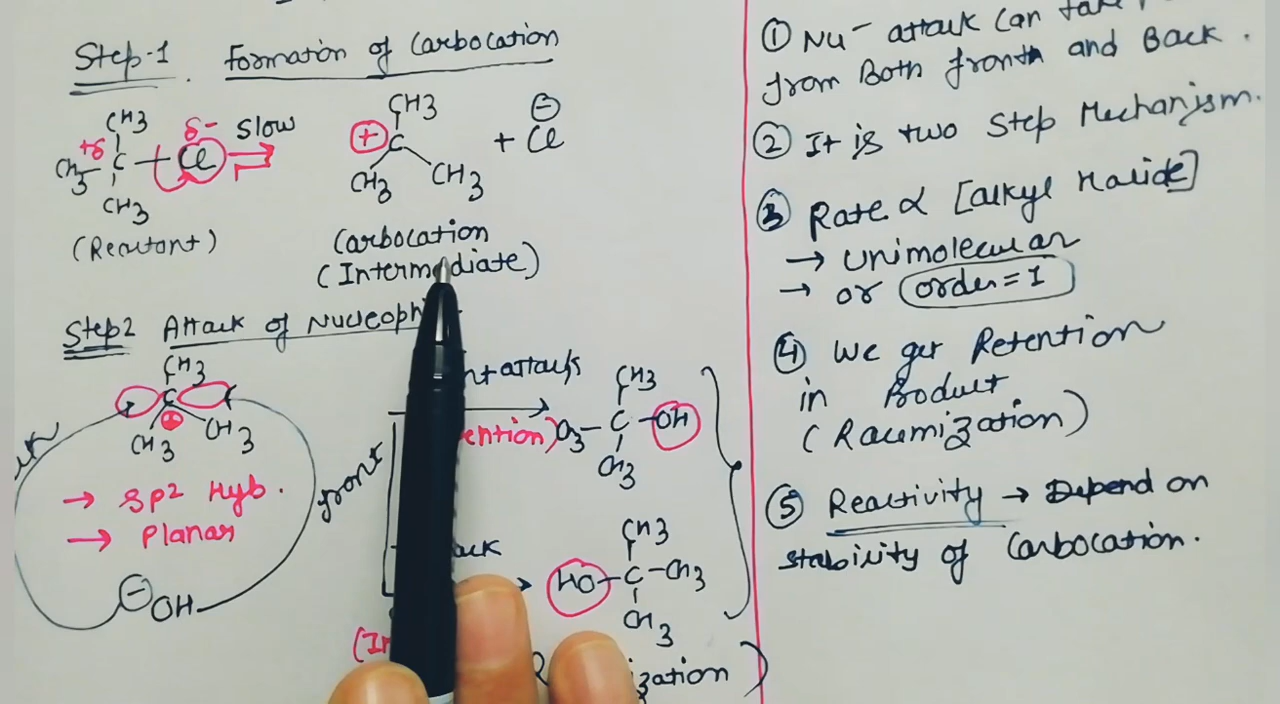 Step-1. Formation of Carbocation
CH3
+δ
δ-
CH3-C-Cl
slow
CH3
(Reactant)
+
CH3
C
CH3
CH3
+ Cl⊖
Carbocation
(Intermediate)
Step2 Attack of
CH3
C
⊕
CH3
CH3
→ SP2 Hyb.
→ Planar
⊖OH
front
attacks
CH3
C-OH
CH3
HO-C-CH3
CH3
CH3
① Nu- attack can
from Both front and Back.
② It is two Step Mechanism.
③ Rate ∝ [alkyl Halide]
→ Unimolecular
→ or order=1
④ We get Retention
in Product
(Racemization)
⑤ Reactivity → Depend on
stability of Carbocation.